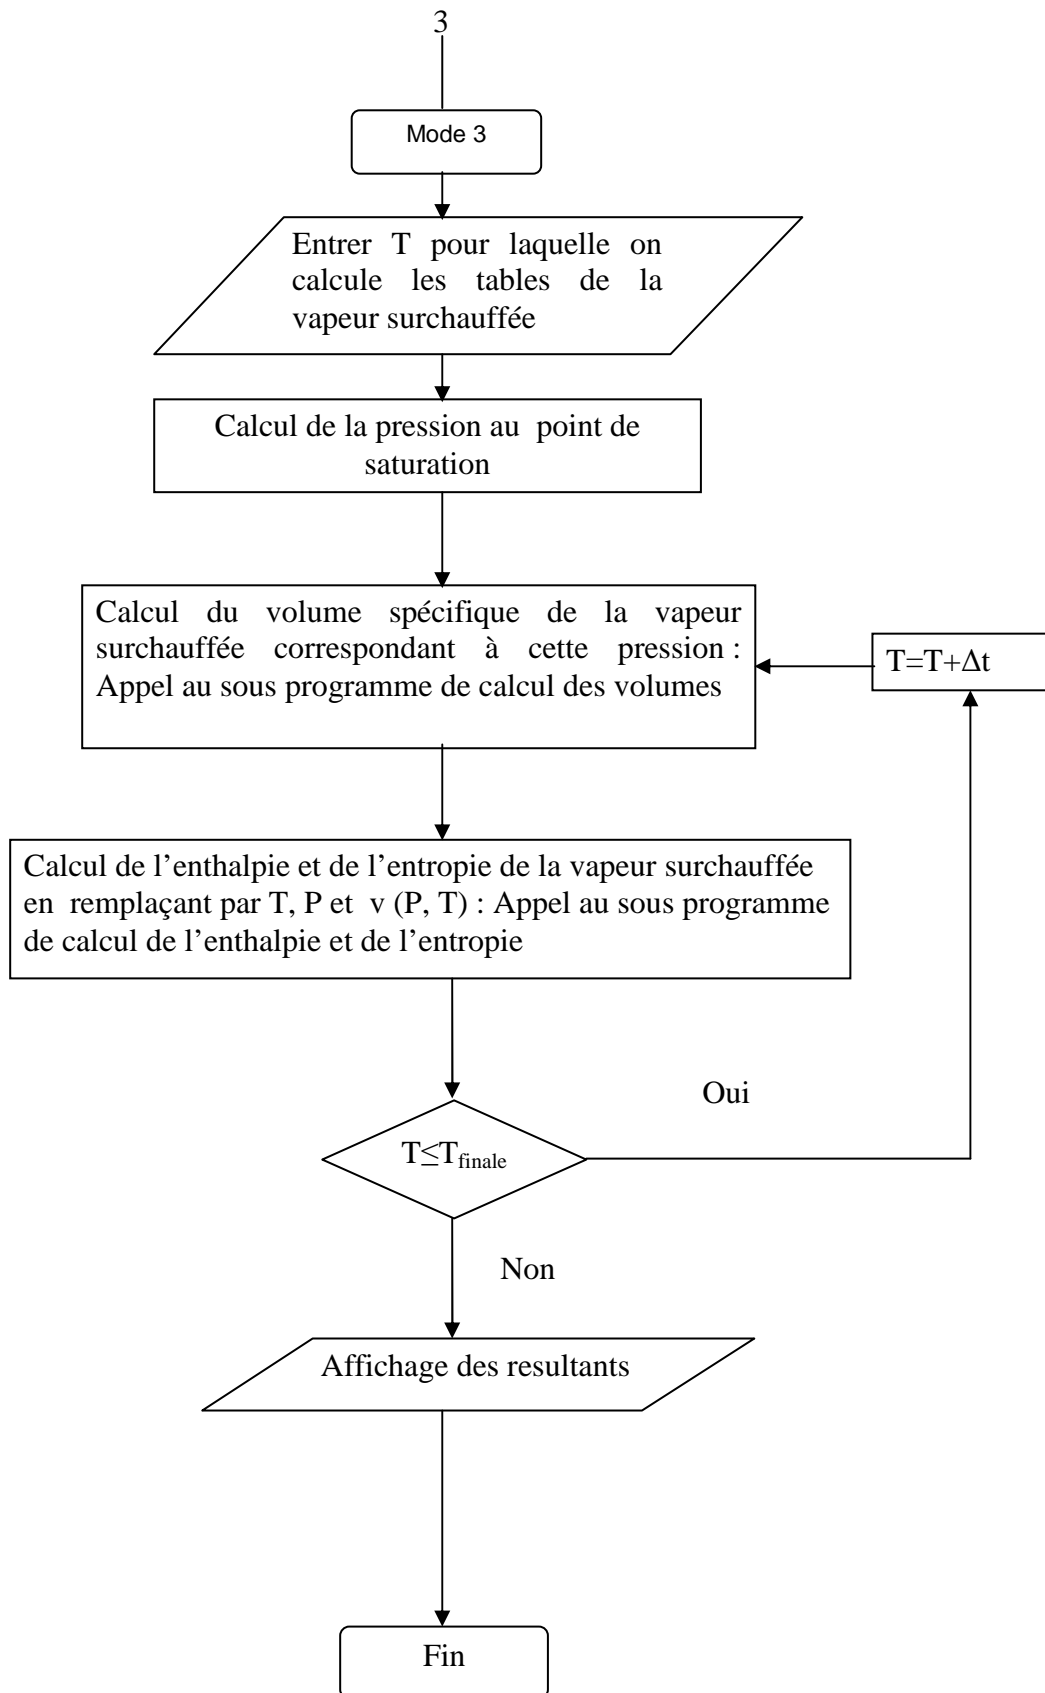 3
Mode 3
Entrer T pour laquelle on
calcule les tables de la
vapeur surchauffée
Calcul de la pression au point de
saturation
Calcul du volume spécifique de la vapeur
surchauffée correspondant à cette pression :
Appel au sous programme de calcul des volumes
T=T+Δt
Calcul de l’enthalpie et de l’entropie de la vapeur surchauffée
en remplaçant par T, P et v (P, T) : Appel au sous programme
de calcul de l’enthalpie et de l’entropie
Oui
T≤Tfinale
Non
Affichage des resultants
Fin